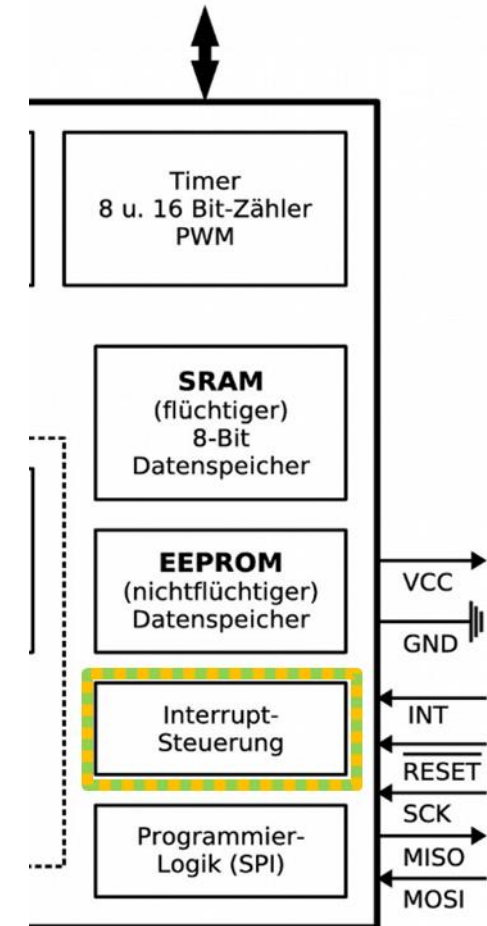 Timer
8 u. 16 Bit-Zähler
PWM
SRAM
(flüchtiger)
8-Bit
Datenspeicher
EEPROM
(nichtflüchtiger)
Datenspeicher
VCC
GND
Interrupt-
Steuerung
INT
RESET
SCK
Programmier-
Logik (SPI)
MISO
MOSI